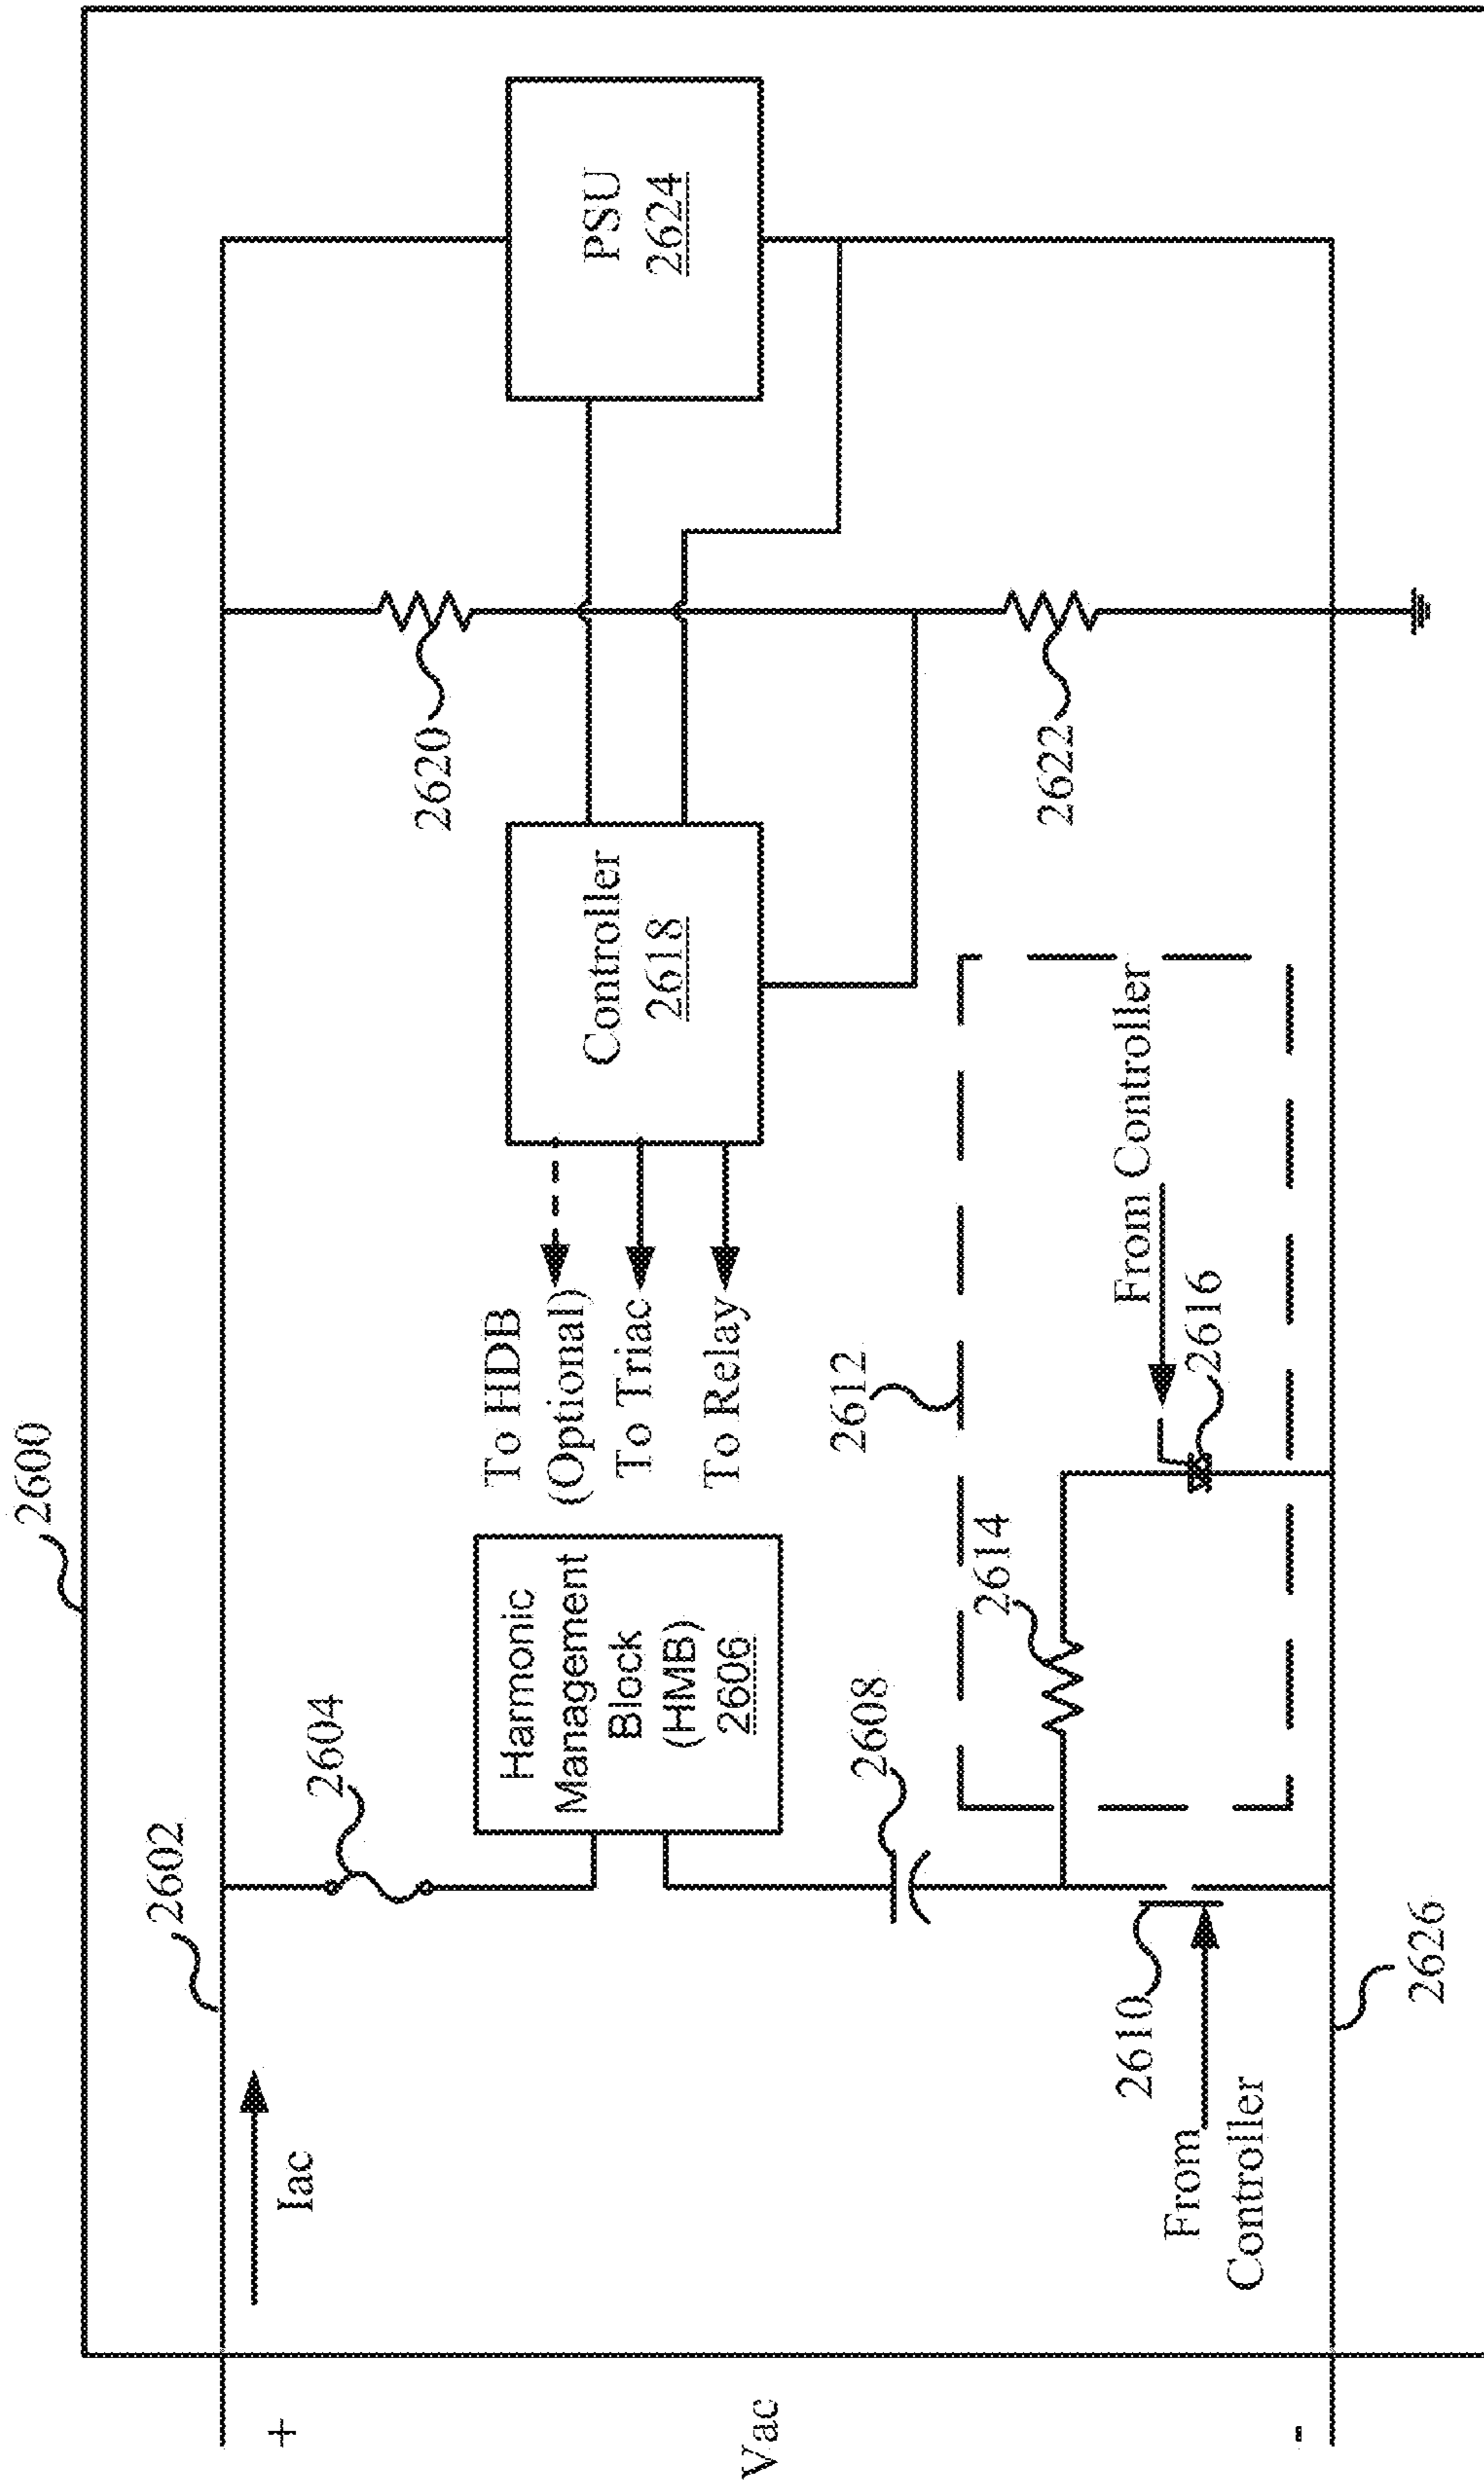 2600
2602
Iac
+
Vac
-
2604
Harmonic
Management
Block
(HMB)
2606
To HDB
(Optional)
To Triac
To Relay
Controller
2618
2620
PSU
2624
2608
2612
2614
From Controller
2616
2622
2610
From
Controller
2626